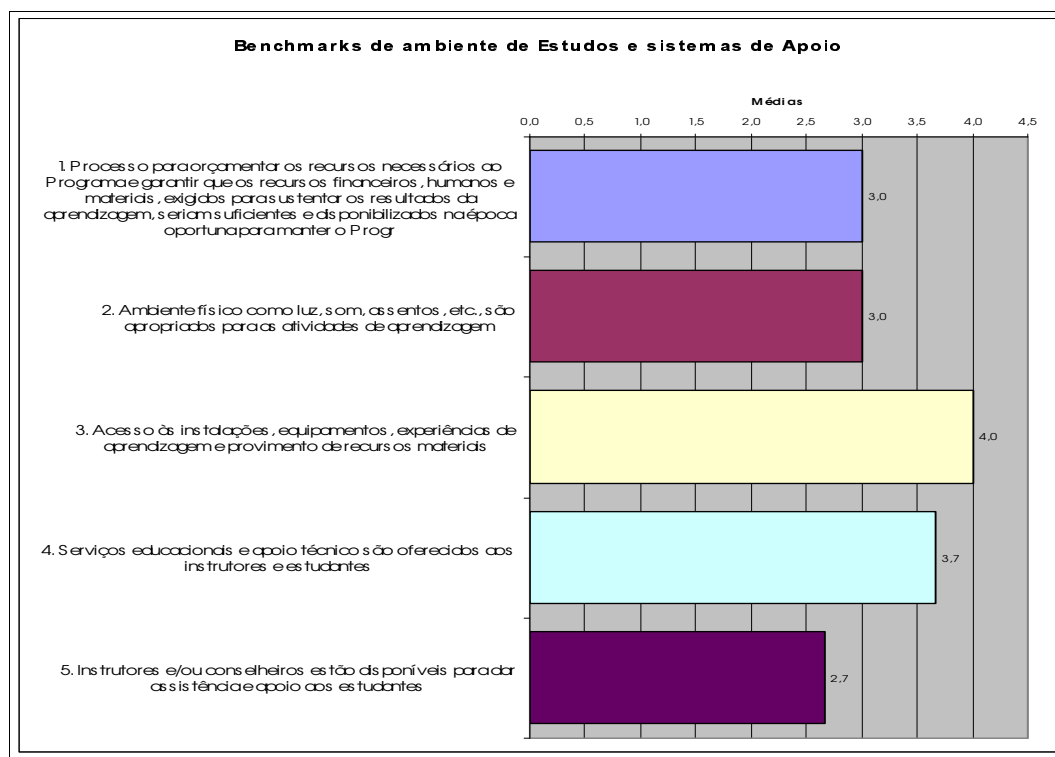 Benchmarks de ambiente de Estudos e sistemas de Apoio
Médias
0,0 0,5 1,0 1,5 2,0 2,5 3,0 3,5 4,0 4,5
1. Processo para orçamentar os recursos necessários ao
Programa e garantir que os recursos financeiros, humanos e
materiais, exigidos para sustentar os resultados da
aprendizagem, seriam suficientes e disponibilizados na época
oportuna para manter o Progr
3,0
2. Ambiente físico como luz, som, assentos, etc., são
apropriados para as atividades de aprendizagem
3,0
3. Acesso às instalações, equipamentos, experiências de
aprendizagem e provimento de recursos materiais
4,0
4. Serviços educacionais e apoio técnico são oferecidos aos
instrutores e estudantes
3,7
5. Instrutores e/ou conselheiros estão disponíveis para dar
assistência e apoio aos estudantes
2,7